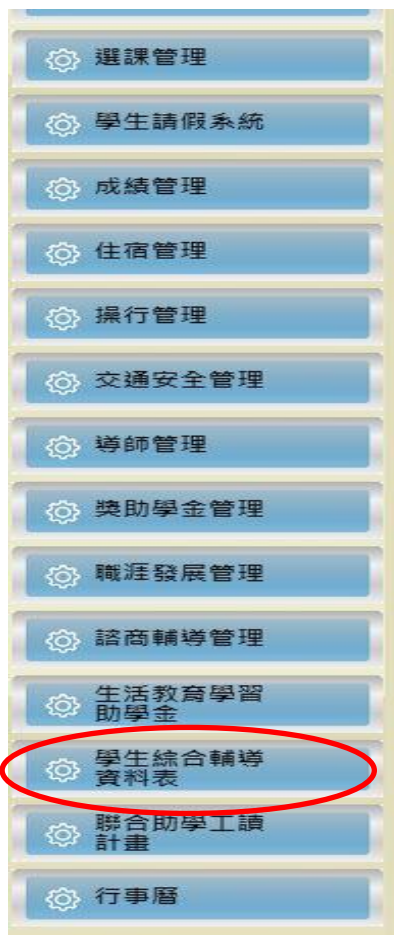 選課管理
學生請假系統
成績管理
住宿管理
操行管理
交通安全管理
導師管理
獎助學金管理
職涯發展管理
諮商輔導管理
生活教育學習
助學金
學生綜合輔導
資料表
聯合助學工讀
計畫
行事曆